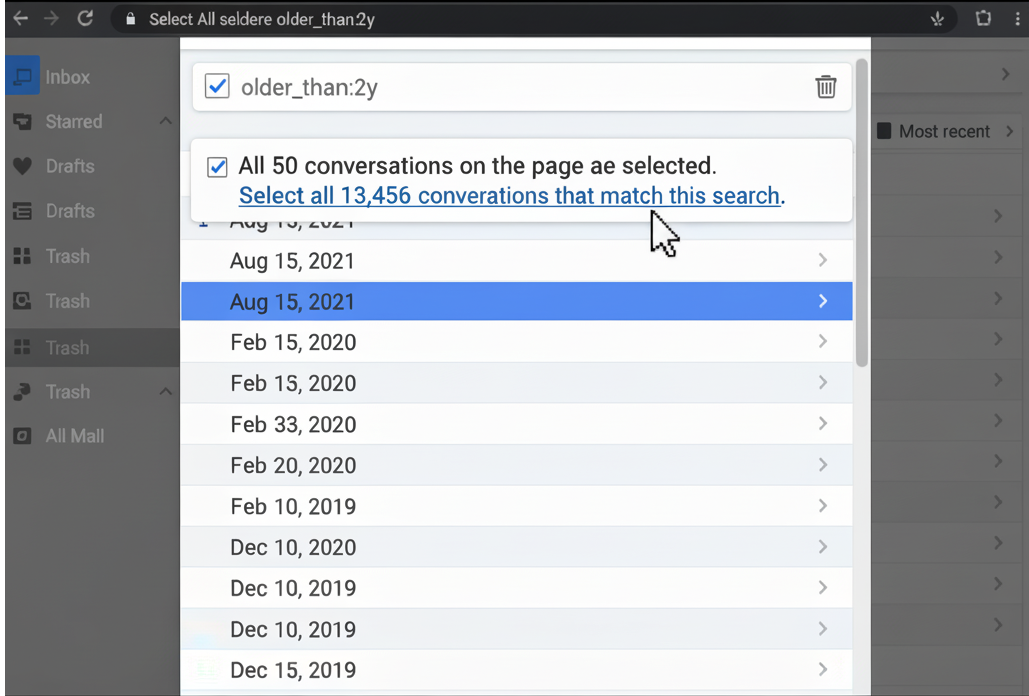 Select All seldere older_than:2y
Inbox
Starred
Drafts
Drafts
Trash
Trash
Trash
Trash
All Mall
older_than:2y
All 50 conversations on the page ae selected.
Select all 13,456 converations that match this search.
Aug 15, 2021
Aug 15, 2021
Aug 15, 2021
Feb 15, 2020
Feb 15, 2020
Feb 33, 2020
Feb 20, 2020
Feb 10, 2019
Dec 10, 2020
Dec 10, 2019
Dec 10, 2019
Dec 15, 2019
Most recent